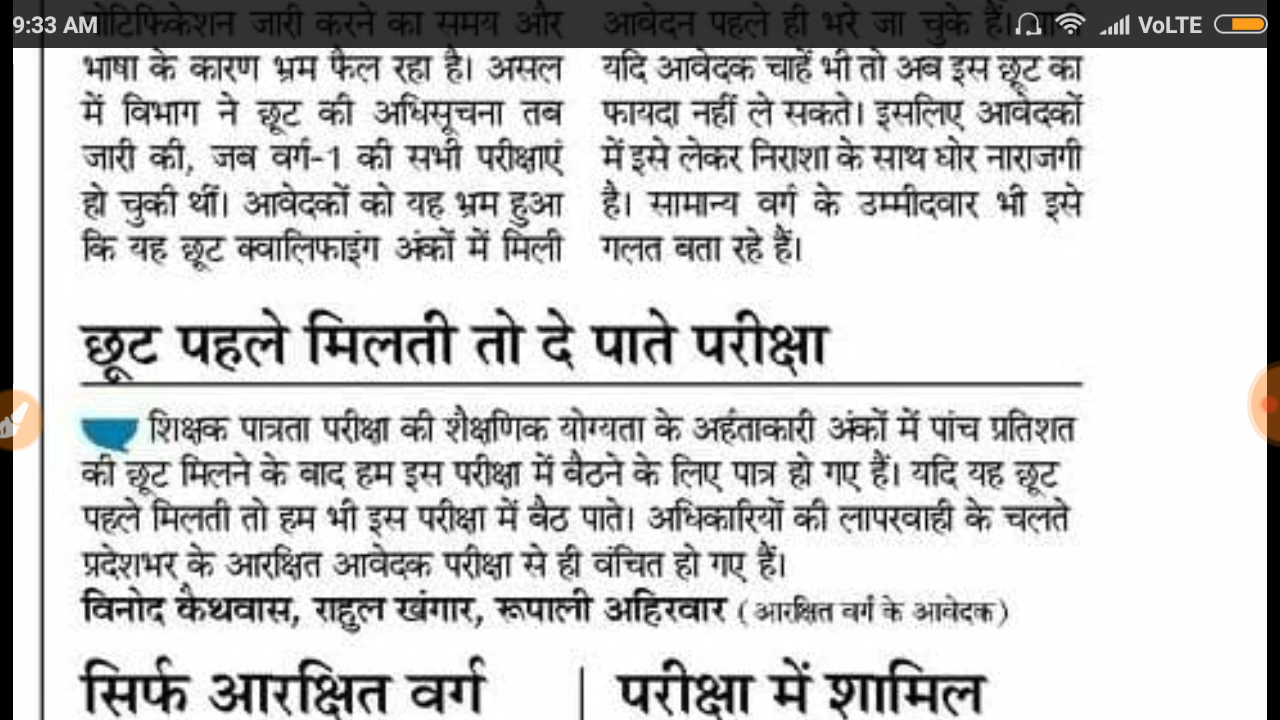 9:33 AM
VoLTE
नोटिफिकेशन जारी करने का समय और
भाषा के कारण भ्रम फैल रहा है। असल
में विभाग ने छूट की अधिसूचना तब
जारी की, जब वर्ग-1 की सभी परीक्षाएं
हो चुकी थीं। आवेदकों को यह भ्रम हुआ
कि यह छूट क्वालिफाइंग अंकों में मिली
आवेदन पहले ही भरे जा चुके हैं।
यदि आवेदक चाहें भी तो अब इस छूट का
फायदा नहीं ले सकते। इसलिए आवेदकों
में इसे लेकर निराशा के साथ घोर नाराजगी
है। सामान्य वर्ग के उम्मीदवार भी इसे
गलत बता रहे हैं।
छूट पहले मिलती तो दे पाते परीक्षा
शिक्षक पात्रता परीक्षा की शैक्षणिक योग्यता के अर्हताकारी अंकों में पांच प्रतिशत
की छूट मिलने के बाद हम इस परीक्षा में बैठने के लिए पात्र हो गए हैं। यदि यह छूट
पहले मिलती तो हम भी इस परीक्षा में बैठ पाते। अधिकारियों की लापरवाही के चलते
प्रदेशभर के आरक्षित आवेदक परीक्षा से ही वंचित हो गए हैं।
विनोद कैथवास, राहुल खंगार, रूपाली अहिरवार (आरक्षित वर्ग के आवेदक)
सिर्फ आरक्षित वर्ग
परीक्षा में शामिल